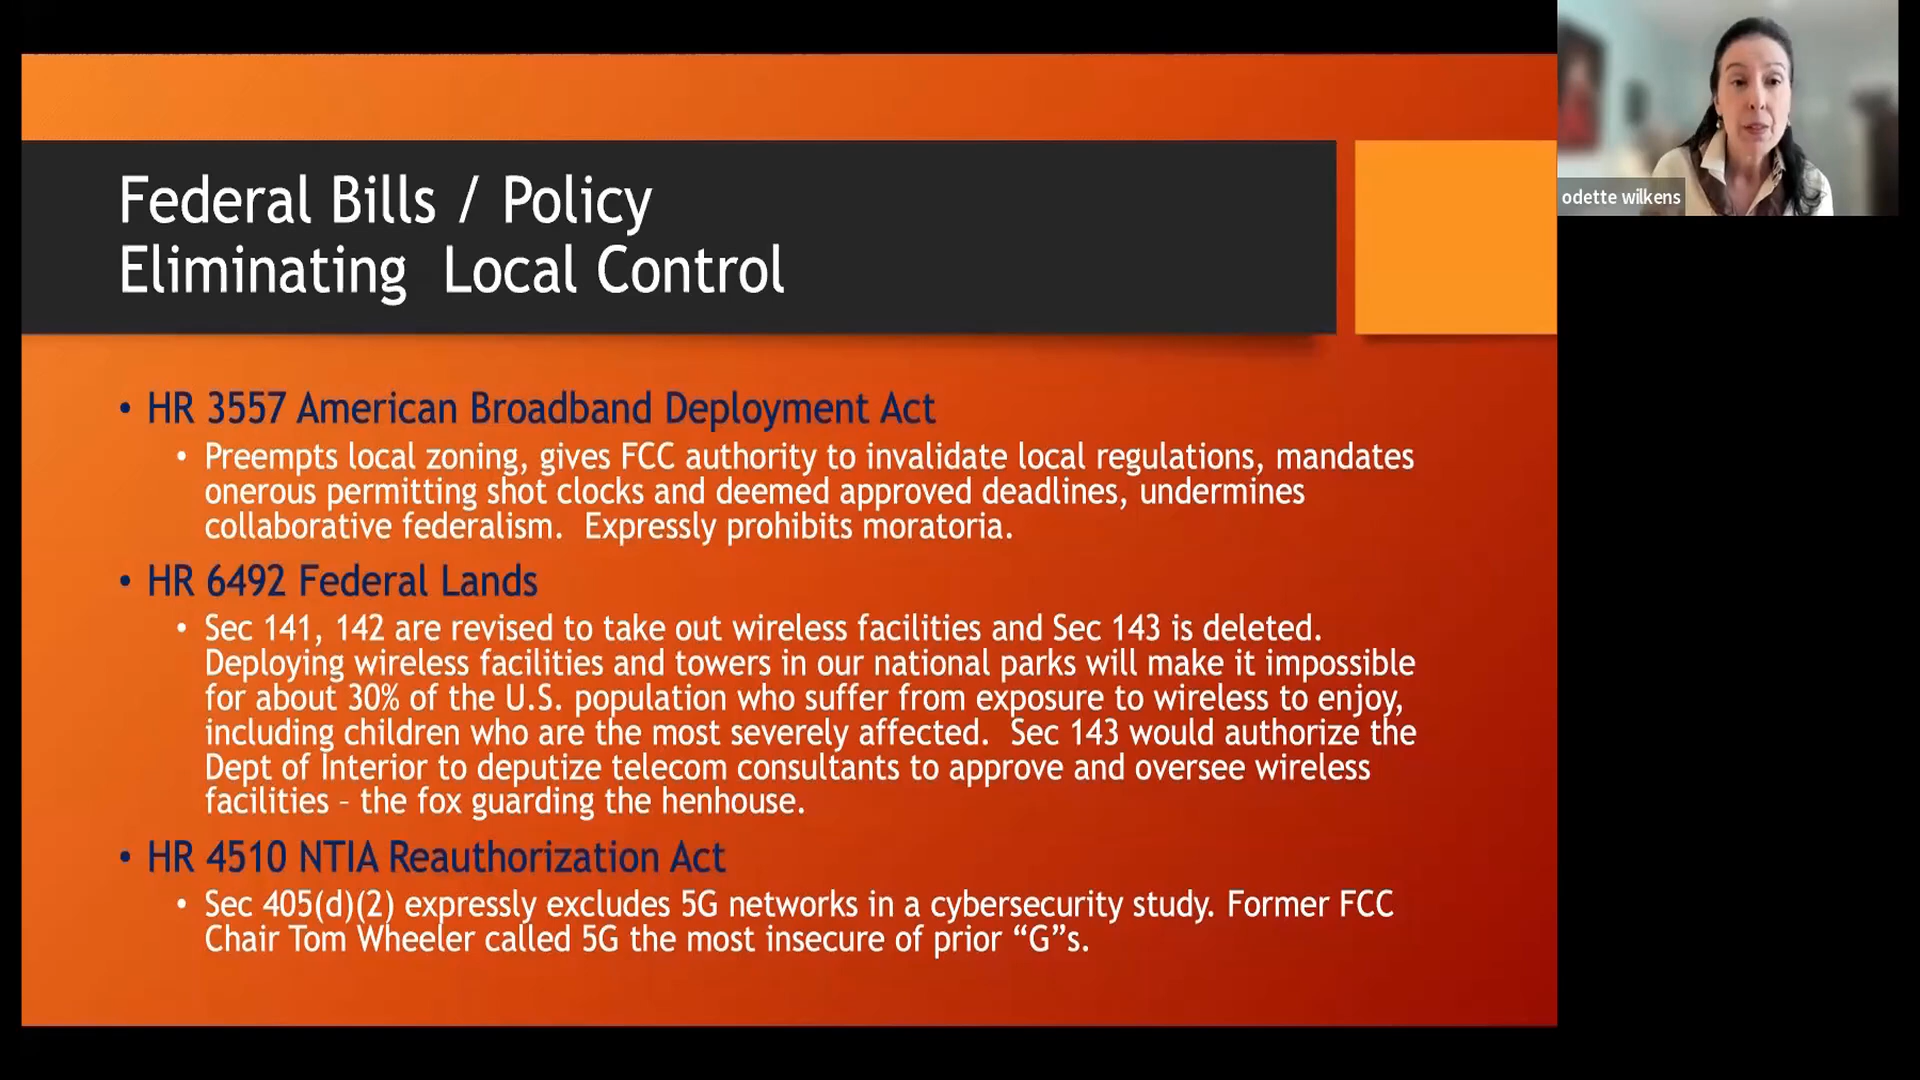 Federal Bills / Policy
Eliminating  Local Control
odette wilkens
• HR 3557 American Broadband Deployment Act
• Preempts local zoning, gives FCC authority to invalidate local regulations, mandates
onerous permitting shot clocks and deemed approved deadlines, undermines
collaborative federalism.  Expressly prohibits moratoria.
• HR 6492 Federal Lands
• Sec 141, 142 are revised to take out wireless facilities and Sec 143 is deleted.
Deploying wireless facilities and towers in our national parks will make it impossible
for about 30% of the U.S. population who suffer from exposure to wireless to enjoy,
including children who are the most severely affected.  Sec 143 would authorize the
Dept of Interior to deputize telecom consultants to approve and oversee wireless
facilities – the fox guarding the henhouse.
• HR 4510 NTIA Reauthorization Act
• Sec 405(d)(2) expressly excludes 5G networks in a cybersecurity study. Former FCC
Chair Tom Wheeler called 5G the most insecure of prior “G”s.